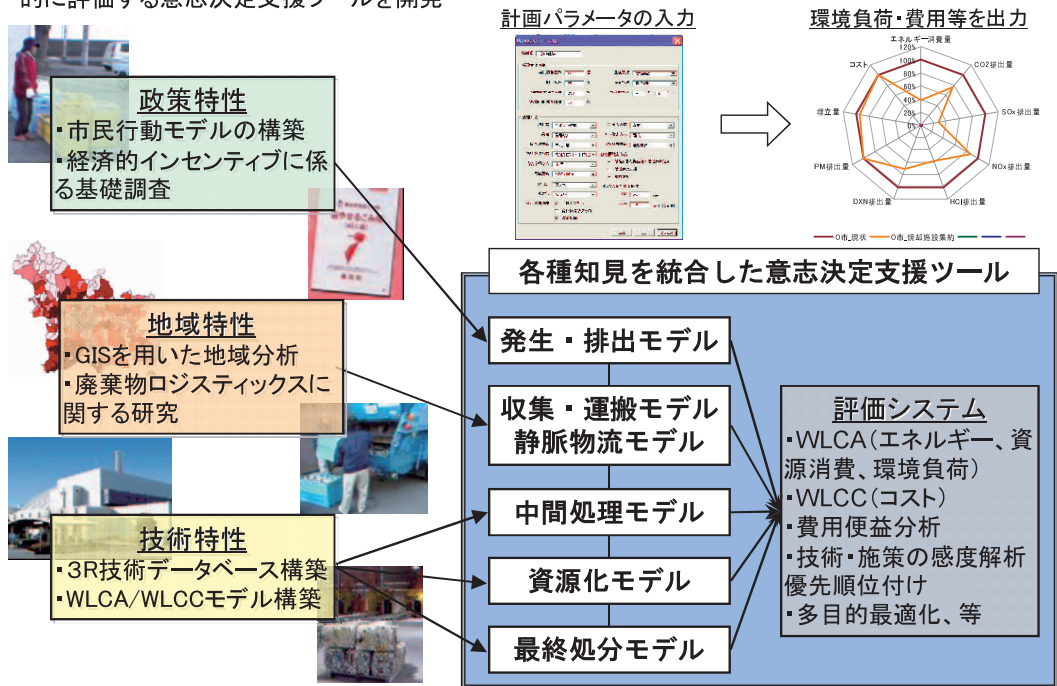 的に評価する意志決定支援ツールを開発
計画パラメータの入力
環境負荷・費用等を出力
エネルギー消費量
CO2排出量
SOx排出量
NOx排出量
HCl排出量
DXN排出量
PM排出量
埋立量
コスト
120%
100%
80%
60%
40%
20%
0%
O市_現状
O市_焼却施設集約
政策特性
・市民行動モデルの構築
・経済的インセンティブに係
る基礎調査
地域特性
・GISを用いた地域分析
・廃棄物ロジスティックスに
関する研究
技術特性
・3R技術データベース構築
・WLCA/WLCCモデル構築
各種知見を統合した意志決定支援ツール
発生・排出モデル
収集・運搬モデル
静脈物流モデル
中間処理モデル
資源化モデル
最終処分モデル
評価システム
・WLCA(エネルギー、資
源消費、環境負荷)
・WLCC(コスト)
・費用便益分析
・技術・施策の感度解析
優先順位付け
・多目的最適化、等